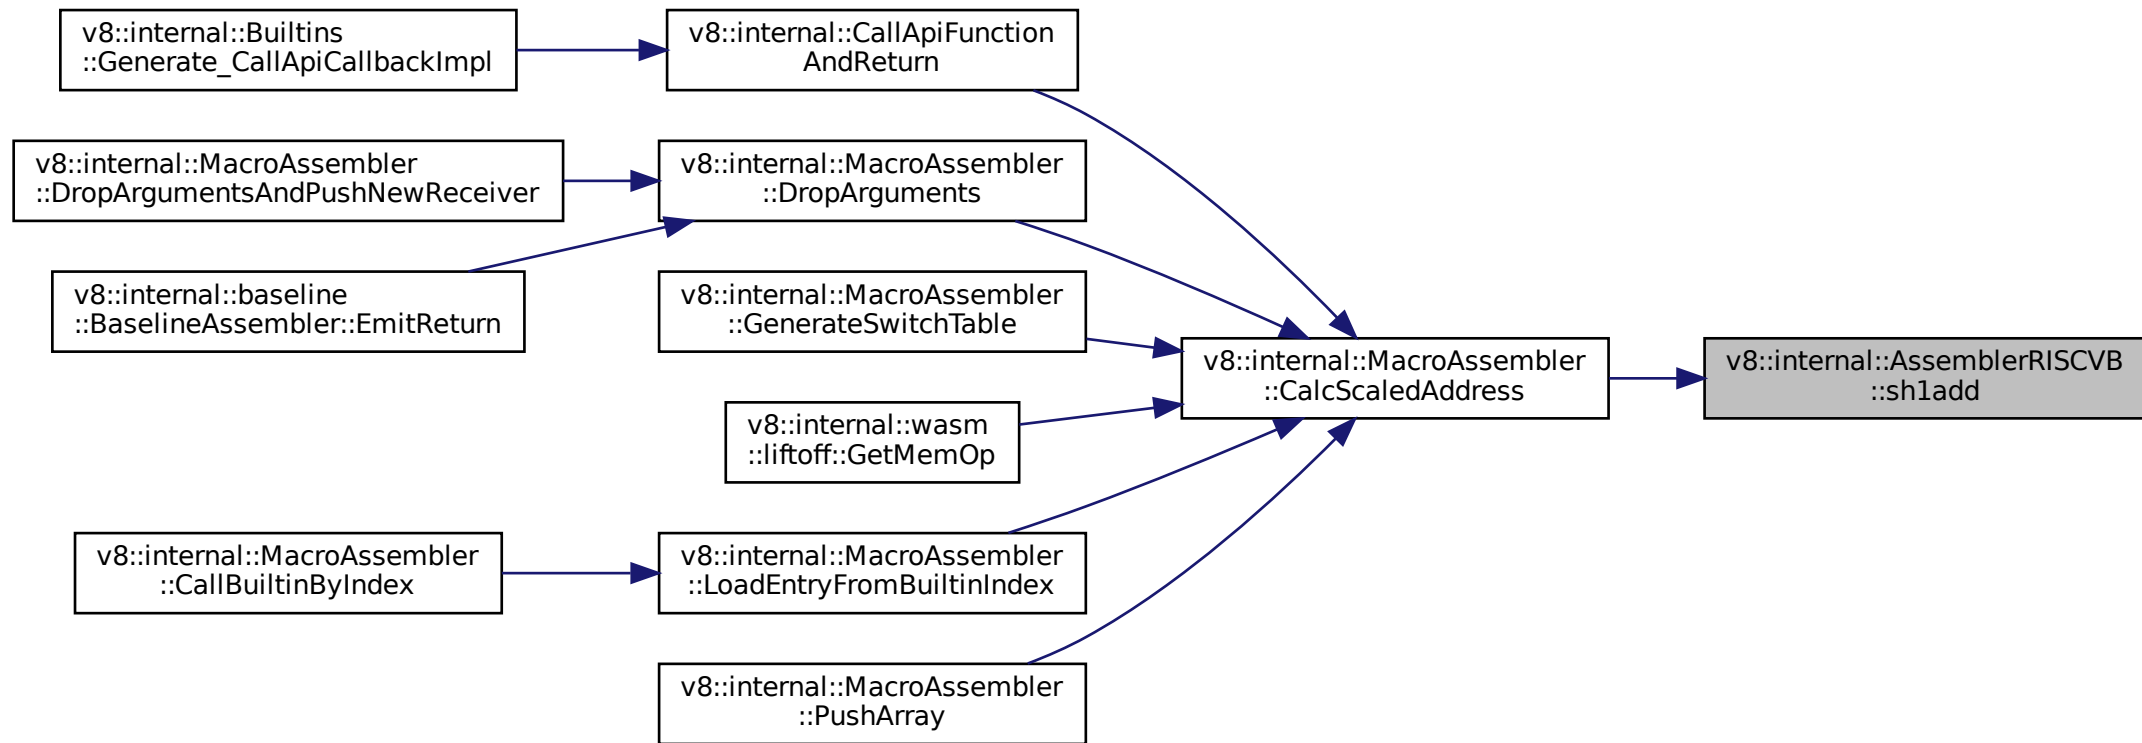 v8::internal::Builtins
::Generate_CallApiCallbackImpl
v8::internal::CallApiFunction
AndReturn
v8::internal::MacroAssembler
::DropArgumentsAndPushNewReceiver
v8::internal::MacroAssembler
::DropArguments
v8::internal::baseline
::BaselineAssembler::EmitReturn
v8::internal::MacroAssembler
::GenerateSwitchTable
v8::internal::MacroAssembler
::CalcScaledAddress
v8::internal::AssemblerRISCVB
::sh1add
v8::internal::wasm
::liftoff::GetMemOp
v8::internal::MacroAssembler
::CallBuiltinByIndex
v8::internal::MacroAssembler
::LoadEntryFromBuiltinIndex
v8::internal::MacroAssembler
::PushArray